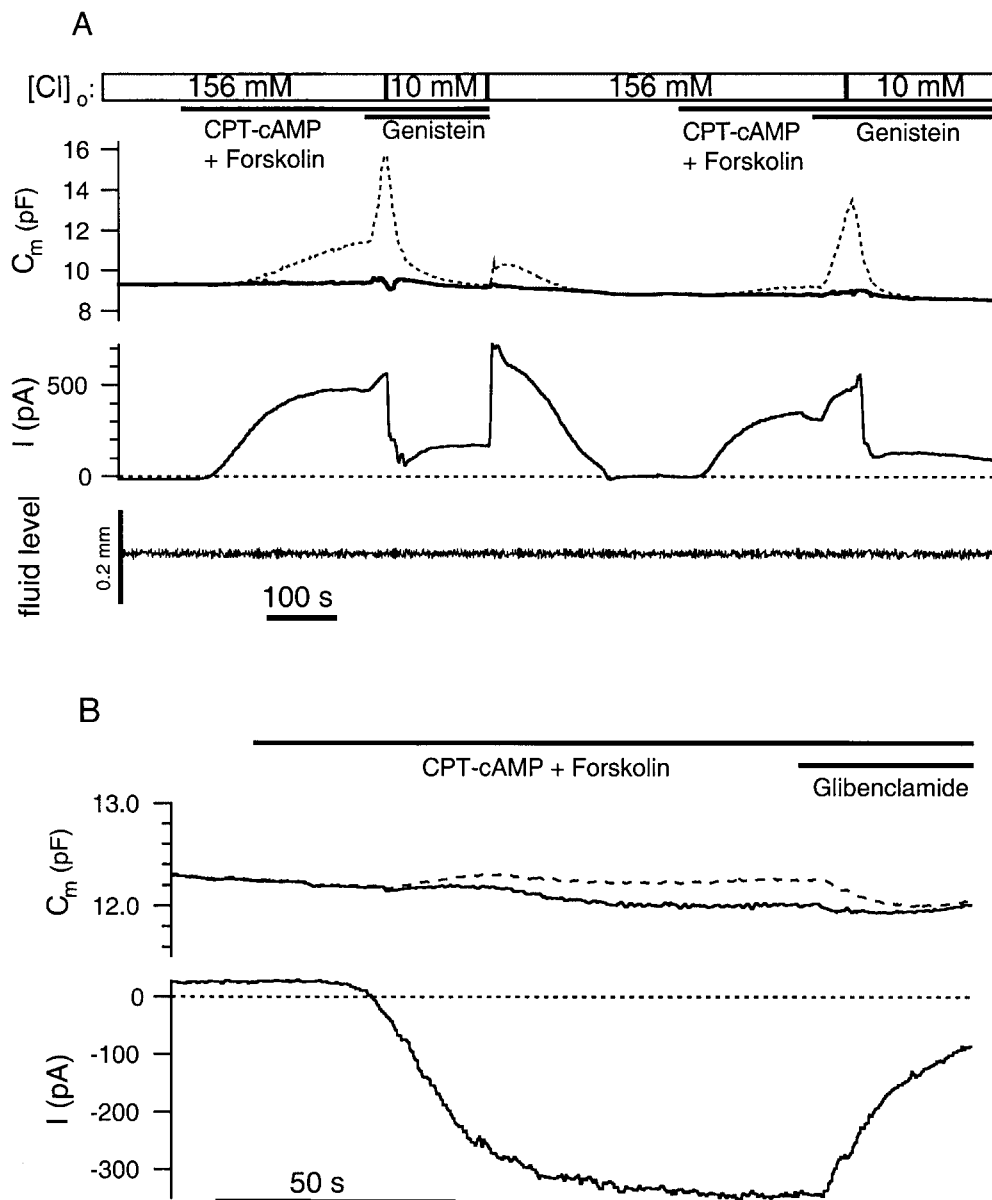 A
[Cl]o: 156 mM 10 mM 156 mM 10 mM
CPT-cAMP + Forskolin
Genistein
CPT-cAMP + Forskolin
Genistein
Cm (pF)
16
14
12
10
8
I (pA)
500
0
fluid level
0.2 mm
100 s
B
CPT-cAMP + Forskolin
Glibenclamide
Cm (pF)
13.0
12.0
I (pA)
0
-100
-200
-300
50 s